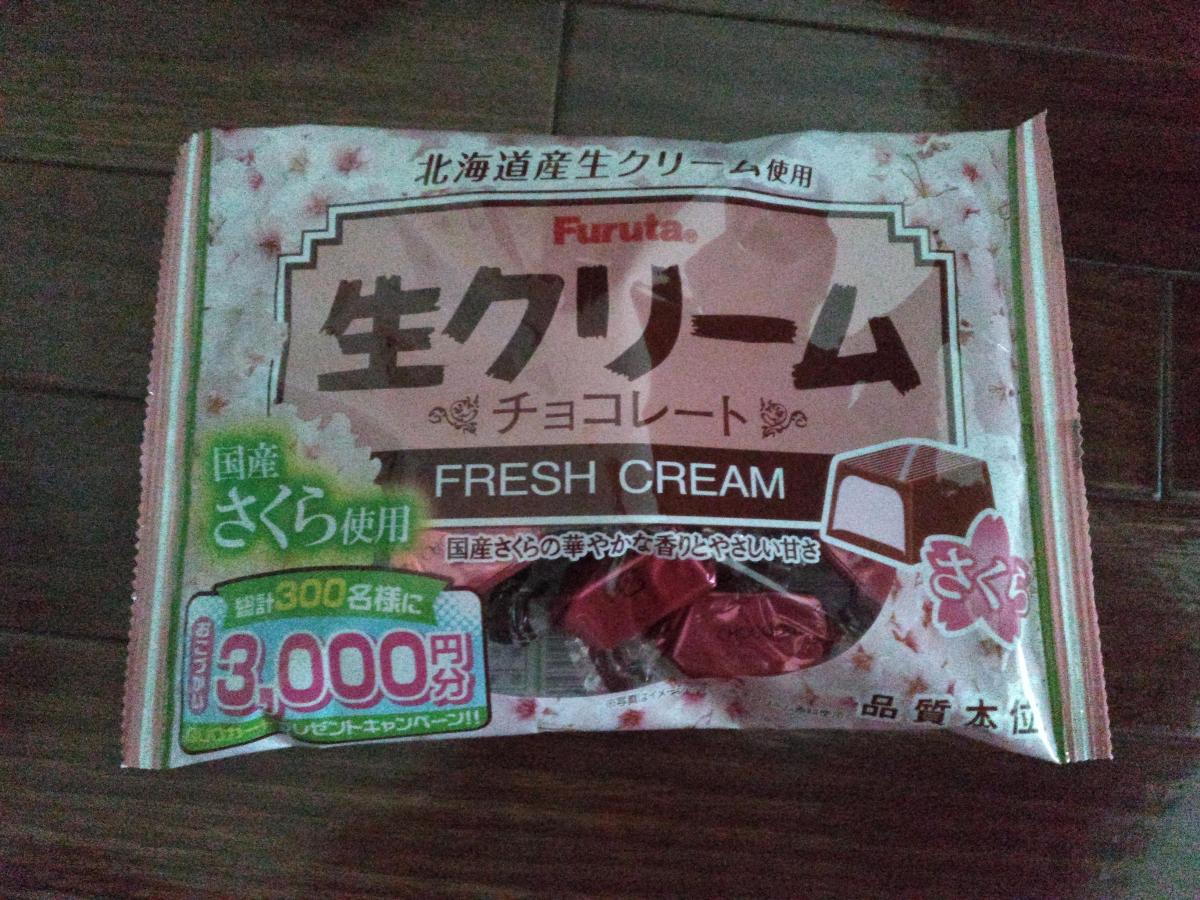 北海道産生クリーム使用
Furuta®
生クリーム
チョコレート
FRESH CREAM
国産
さくら使用
国産さくらの華やかな香りとやさしい甘さ
さくら
総計300名様に
3,000円分
プレゼントキャンペーン!!
品質本位